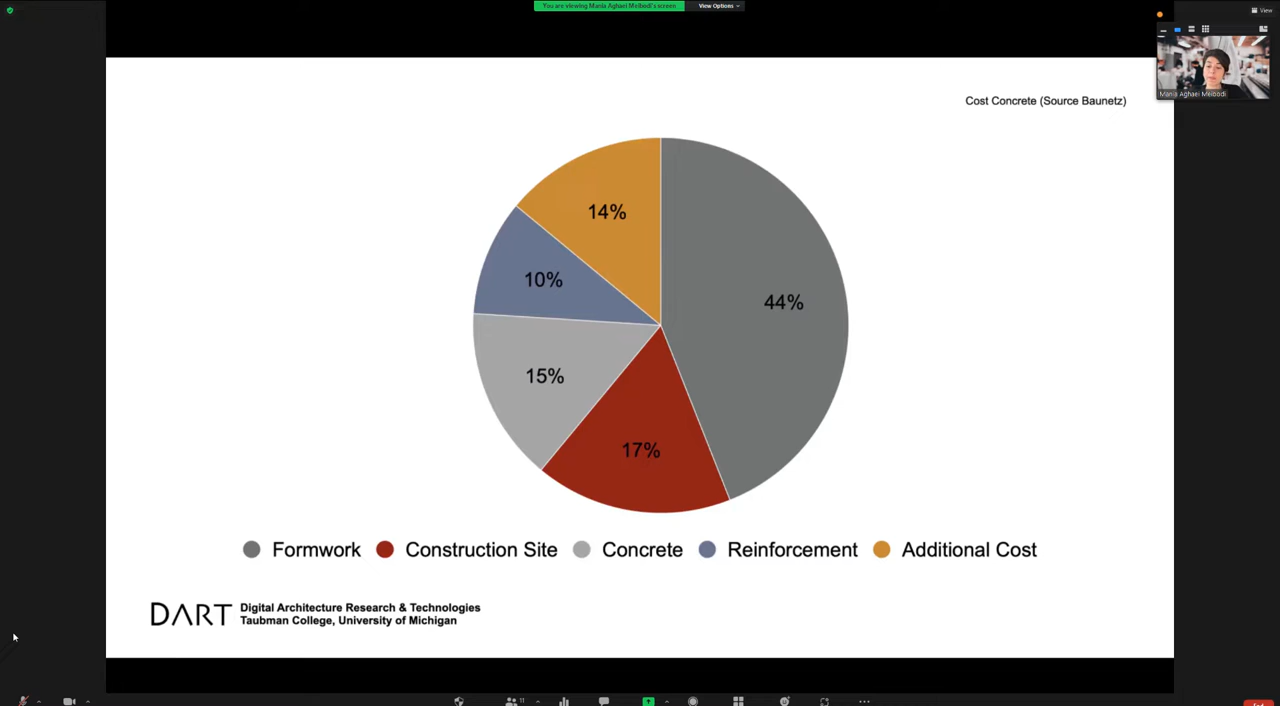 You are viewing Mania Aghaei Meibodi's screen
View Options
View
Mania Aghaei Meibodi
Cost Concrete (Source Baunetz)
14%
10%
44%
15%
17%
Formwork
Construction Site
Concrete
Reinforcement
Additional Cost
DART
Digital Architecture Research & Technologies
Taubman College, University of Michigan
11